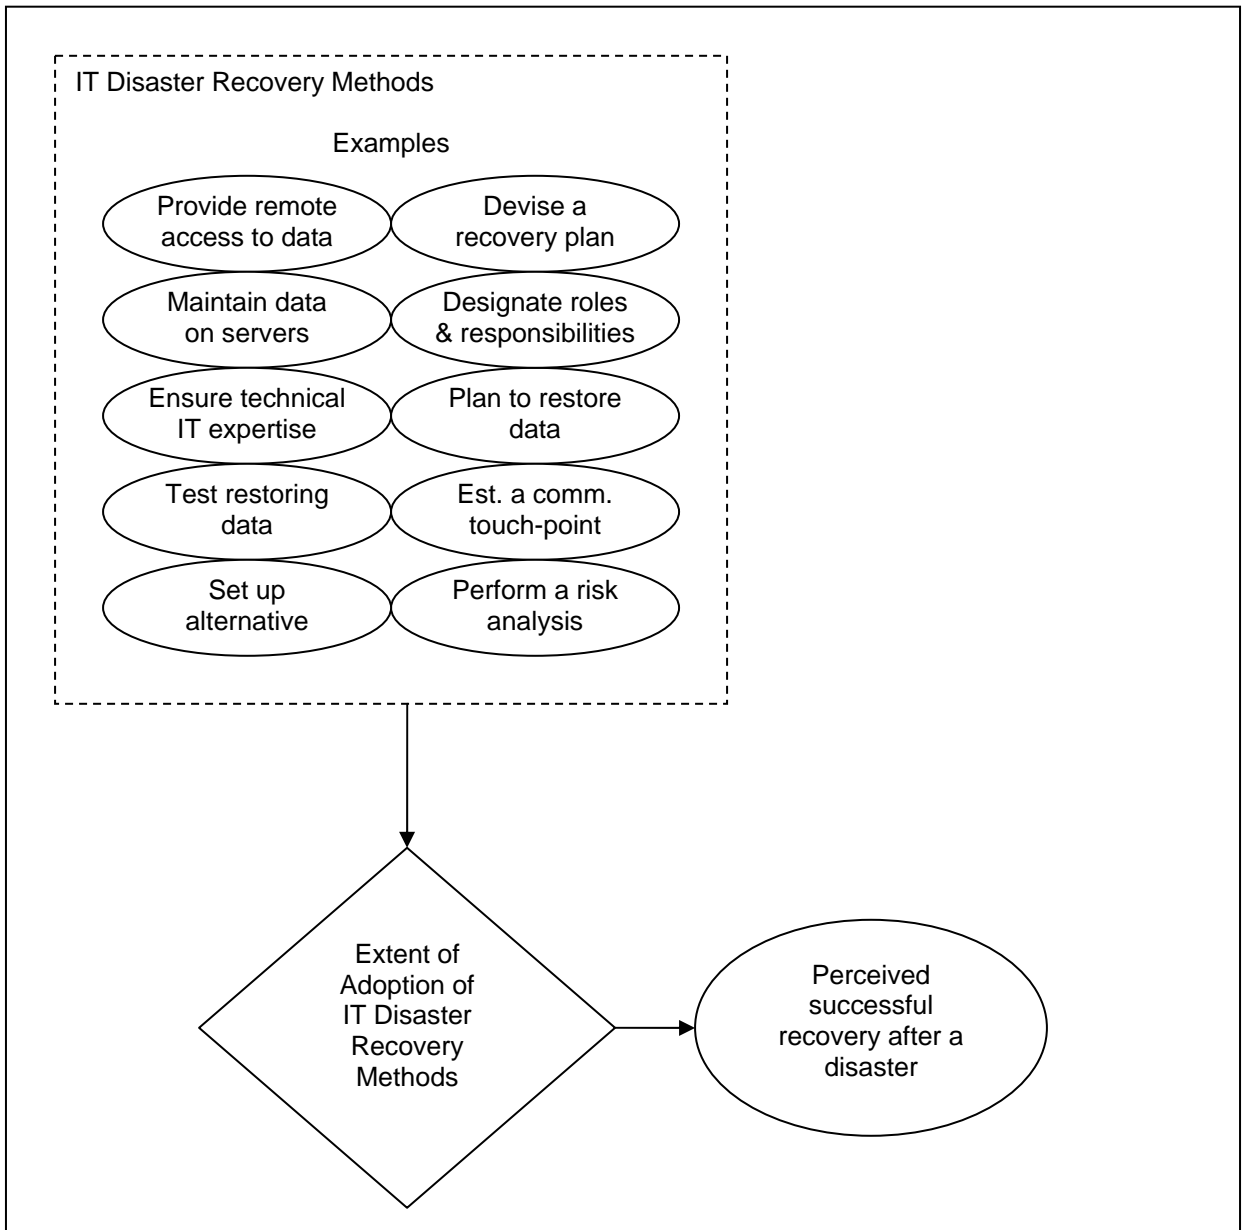 IT Disaster Recovery Methods
Examples
Provide remote
access to data
Devise a
recovery plan
Maintain data
on servers
Designate roles
& responsibilities
Ensure technical
IT expertise
Plan to restore
data
Test restoring
data
Est. a comm.
touch-point
Set up
alternative
Perform a risk
analysis
Extent of
Adoption of
IT Disaster
Recovery
Methods
Perceived
successful
recovery after a
disaster